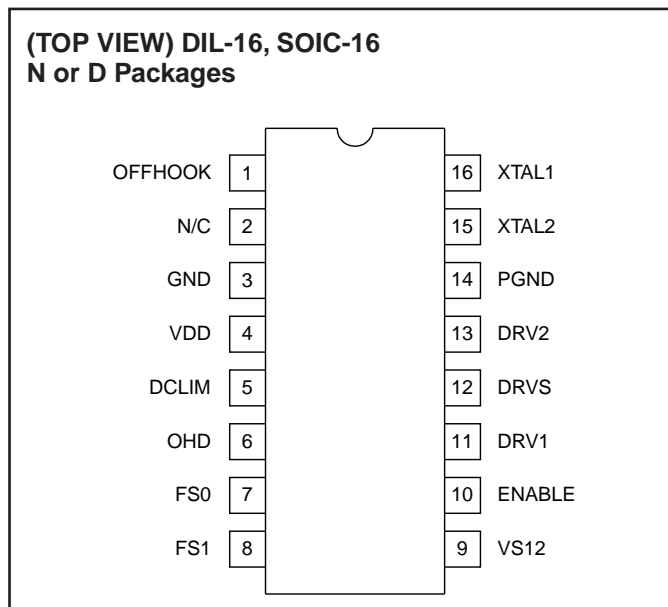 (TOP VIEW) DIL-16, SOIC-16
N or D Packages
OFFHOOK 1 16 XTAL1
N/C 2 15 XTAL2
GND 3 14 PGND
VDD 4 13 DRV2
DCLIM 5 12 DRVS
OHD 6 11 DRV1
FS0 7 10 ENABLE
FS1 8 9 VS12